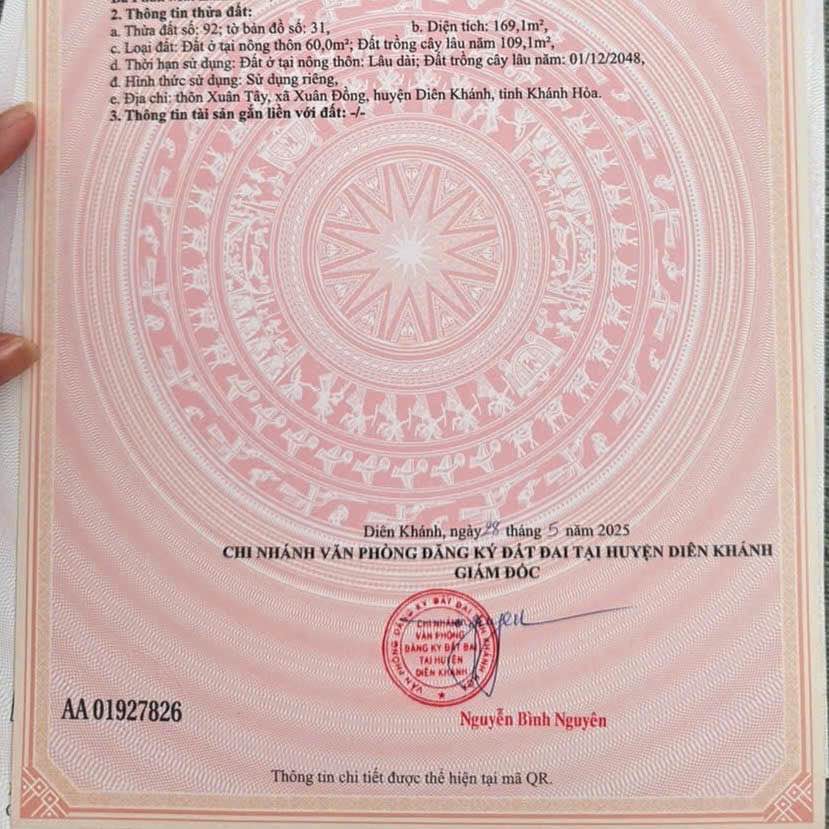 2. Thông tin thửa đất:
a. Thửa đất số: 92; tờ bản đồ số: 31, b. Diện tích: 169,1m²,
c. Loại đất: Đất ở tại nông thôn 60,0m²; Đất trồng cây lâu năm 109,1m²,
d. Thời hạn sử dụng: Đất ở tại nông thôn: Lâu dài; Đất trồng cây lâu năm: 01/12/2048,
đ. Hình thức sử dụng: Sử dụng riêng,
e. Địa chỉ: thôn Xuân Tây, xã Xuân Đồng, huyện Diên Khánh, tỉnh Khánh Hòa.
3. Thông tin tài sản gắn liền với đất: -/-
Diên Khánh, ngày 28 tháng 5 năm 2025
CHI NHÁNH VĂN PHÒNG ĐĂNG KÝ ĐẤT ĐAI TẠI HUYỆN DIÊN KHÁNH
GIÁM ĐỐC
VĂN PHÒNG ĐĂNG KÝ ĐẤT ĐAI
CHI NHÁNH
VĂN PHÒNG
ĐĂNG KÝ ĐẤT ĐAI
TẠI HUYỆN
DIÊN KHÁNH
AA 01927826
Nguyễn Bình Nguyên
Thông tin chi tiết được thể hiện tại mã QR.